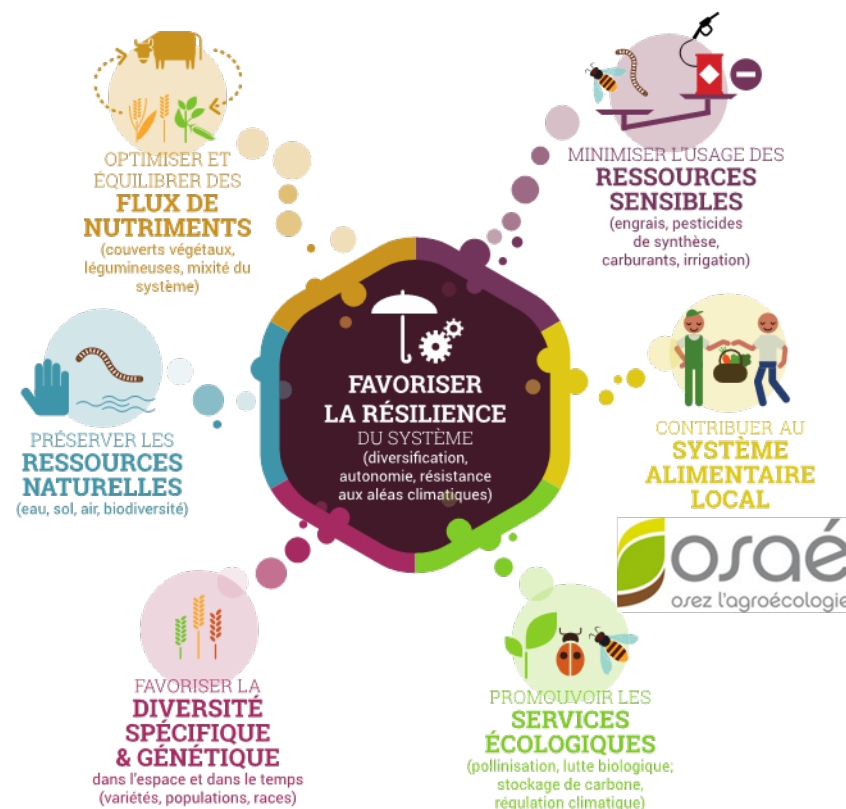 OPTIMISER ET
ÉQUILIBRER DES
FLUX DE
NUTRIMENTS
(couverts végétaux,
légumineuses, mixité du
système)
MINIMISER L'USAGE DES
RESSOURCES
SENSIBLES
(engrais, pesticides
de synthèse,
carburants, irrigation)
FAVORISER
LA RÉSILIENCE
DU SYSTÈME
(diversification,
autonomie, résistance
aux aléas climatiques)
PRÉSERVER LES
RESSOURCES
NATURELLES
(eau, sol, air, biodiversité)
CONTRIBUER AU
SYSTÈME
ALIMENTAIRE
LOCAL
osaé
osez l'agroécologie
FAVORISER LA
DIVERSITÉ
SPÉCIFIQUE
& GÉNÉTIQUE
dans l'espace et dans le temps
(variétés, populations, races)
PROMOUVOIR LES
SERVICES
ÉCOLOGIQUES
(pollinisation, lutte biologique;
stockage de carbone,
régulation climatique)